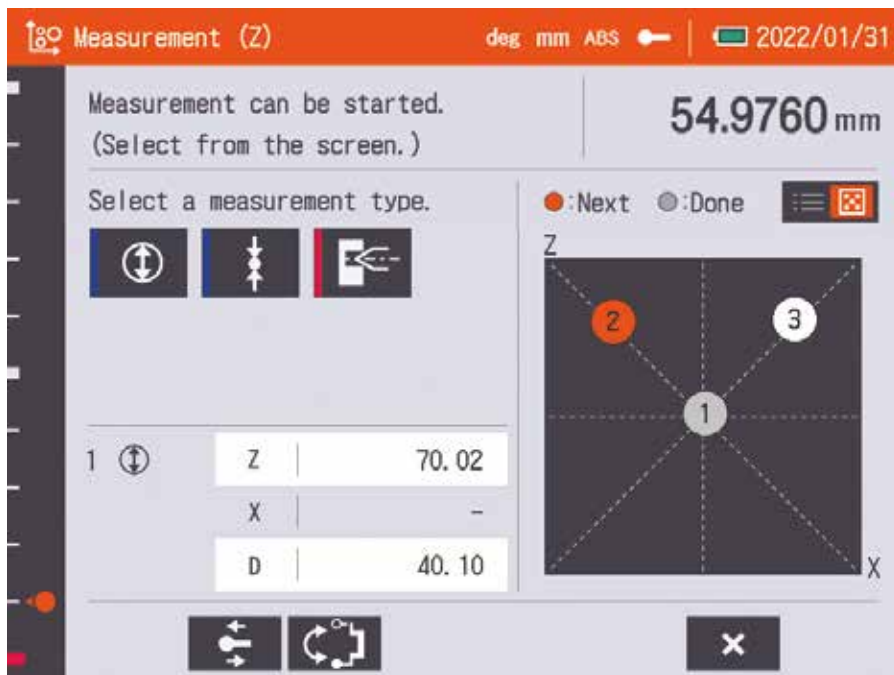 Measurement (Z)
deg mm ABS
2022/01/31
Measurement can be started.
(Select from the screen.)
54.9760 mm
Select a measurement type.
:Next :Done
Z
2
3
1
X
1 Z 70.02
X -
D 40.10